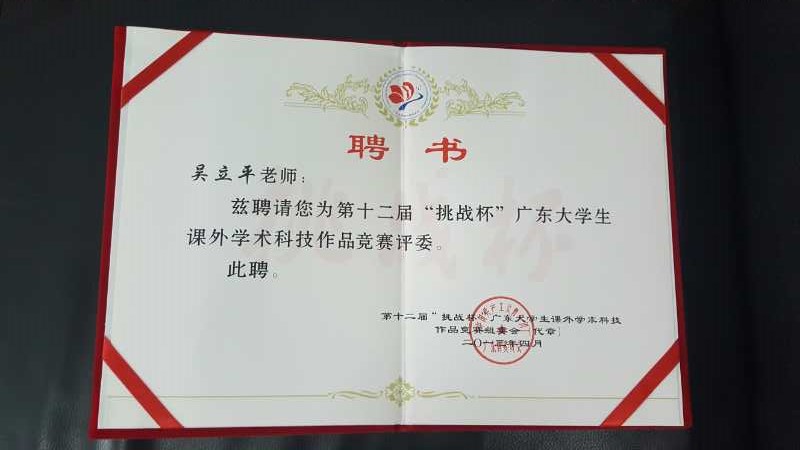 聘书
吴立平老师：
兹聘请您为第十二届“挑战杯”广东大学生
课外学术科技作品竞赛评委。
此聘。
第十二届“挑战杯”广东大学生课外学术科技
作品竞赛组委会 代章
二〇一三年四月
挑战杯